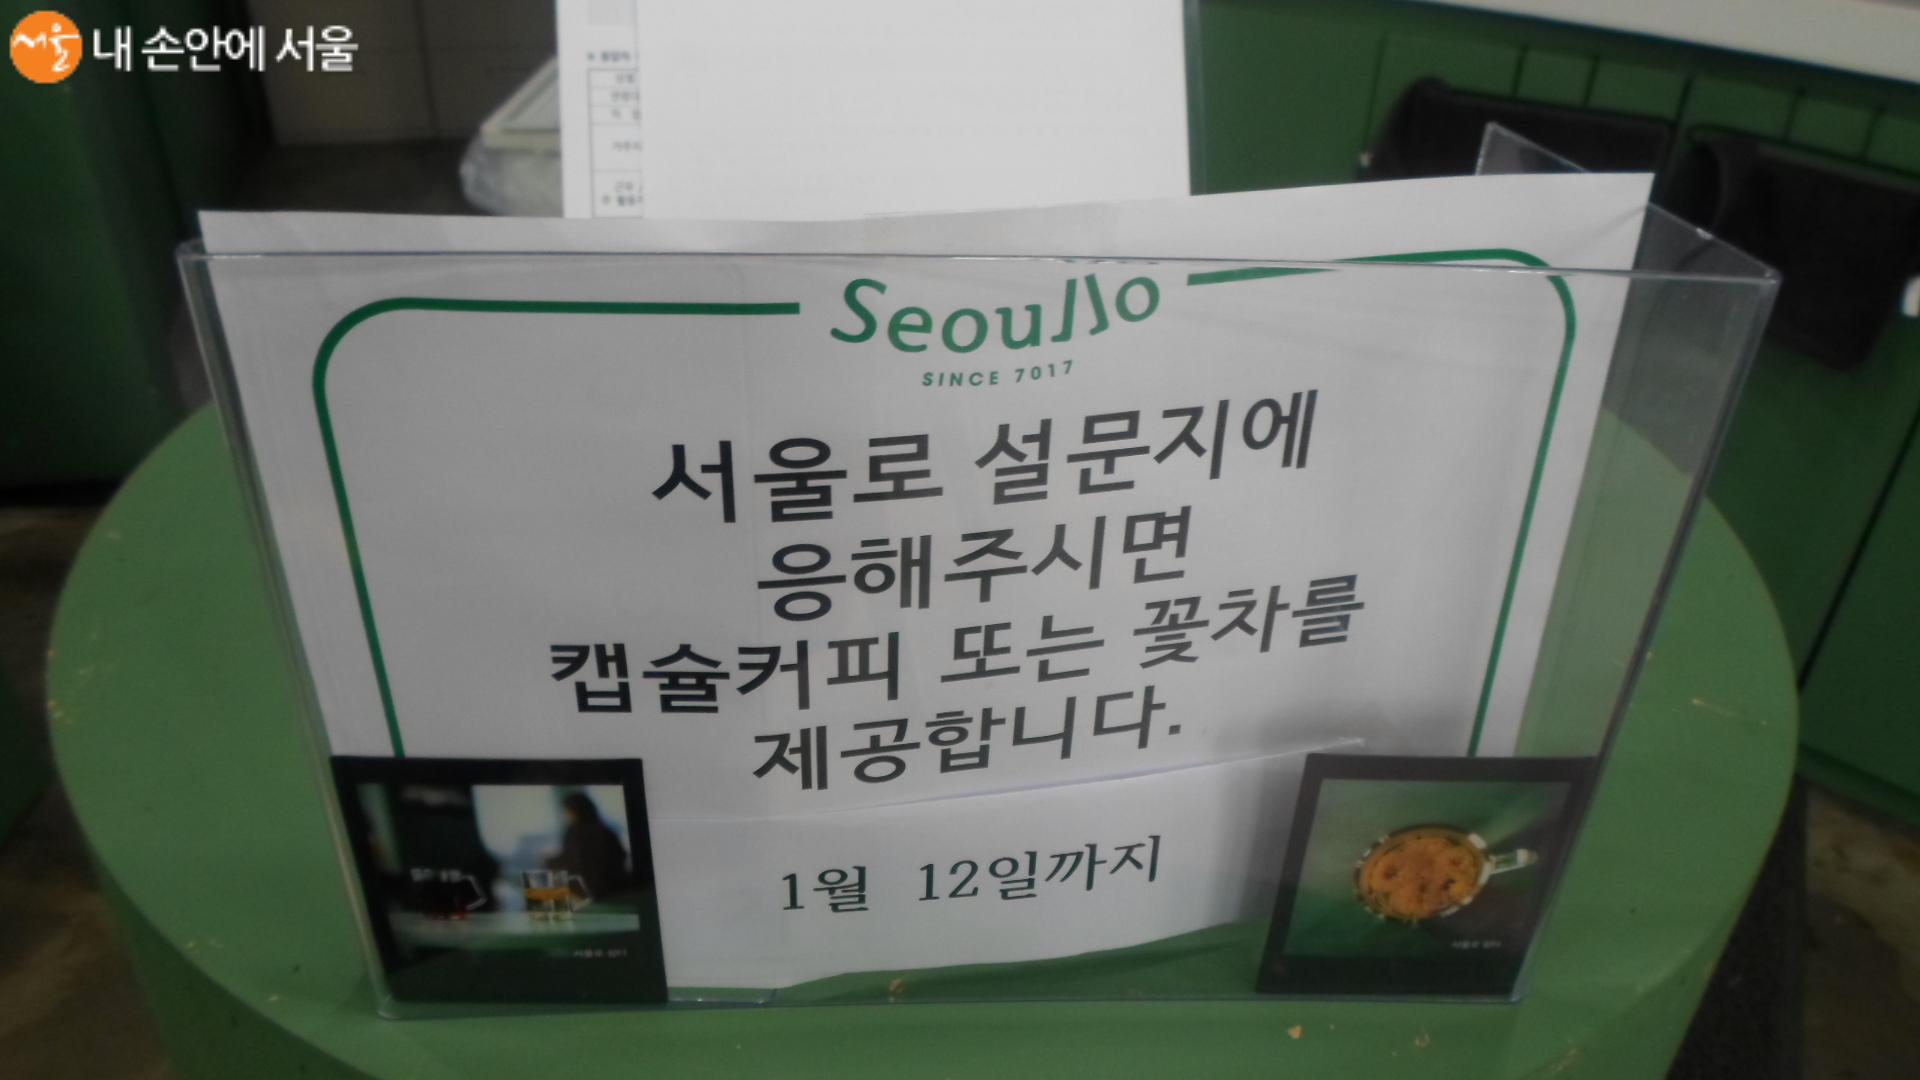 서울 내 손안에 서울
Seoullo
SINCE 7017
서울로 설문지에
응해주시면
캡슐커피 또는 꽃차를
제공합니다.
1월 12일까지